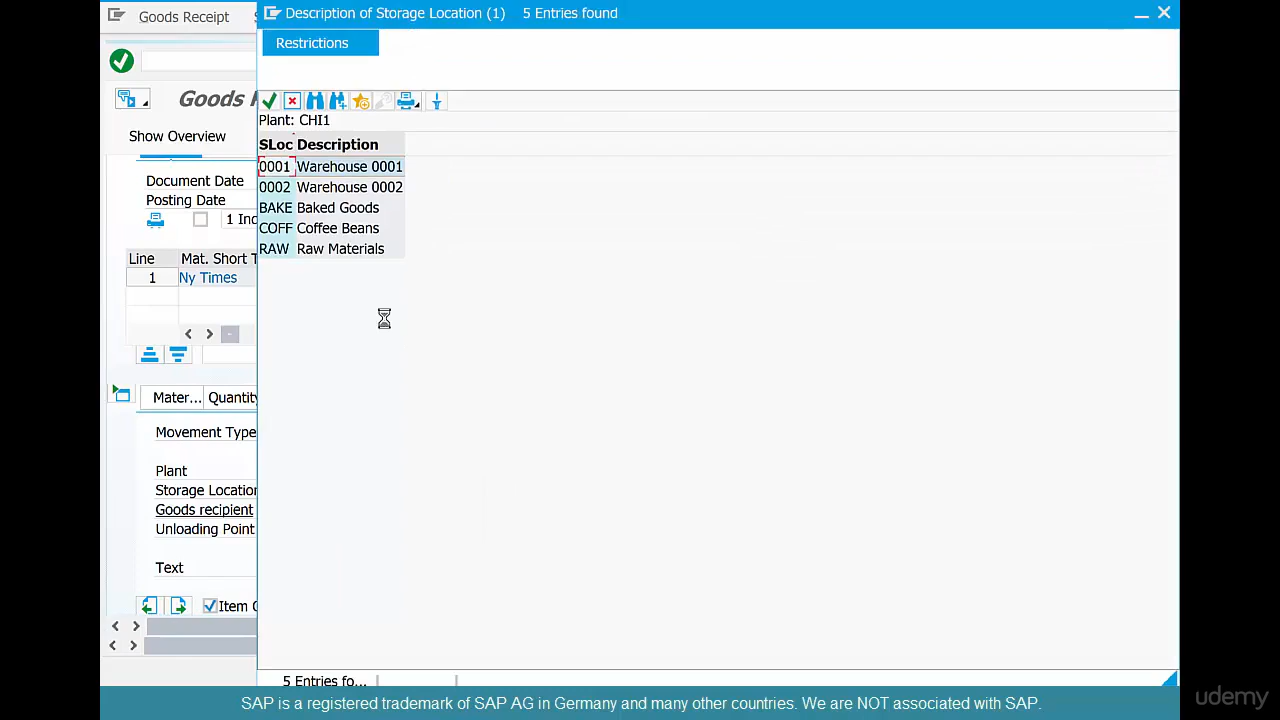 Goods Receipt
Description of Storage Location (1) 5 Entries found
Restrictions
Goods
Show Overview
Plant: CHI1
SLoc Description
0001 Warehouse 0001
0002 Warehouse 0002
BAKE Baked Goods
COFF Coffee Beans
RAW Raw Materials
Document Date
Posting Date
1
Line Mat. Short T
1 Ny Times
Mater... Quantity
Movement Type
Plant
Storage Location
Goods recipient
Unloading Point
Text
Item
5 Entries fo...
SAP is a registered trademark of SAP AG in Germany and many other countries. We are NOT associated with SAP.
udemy